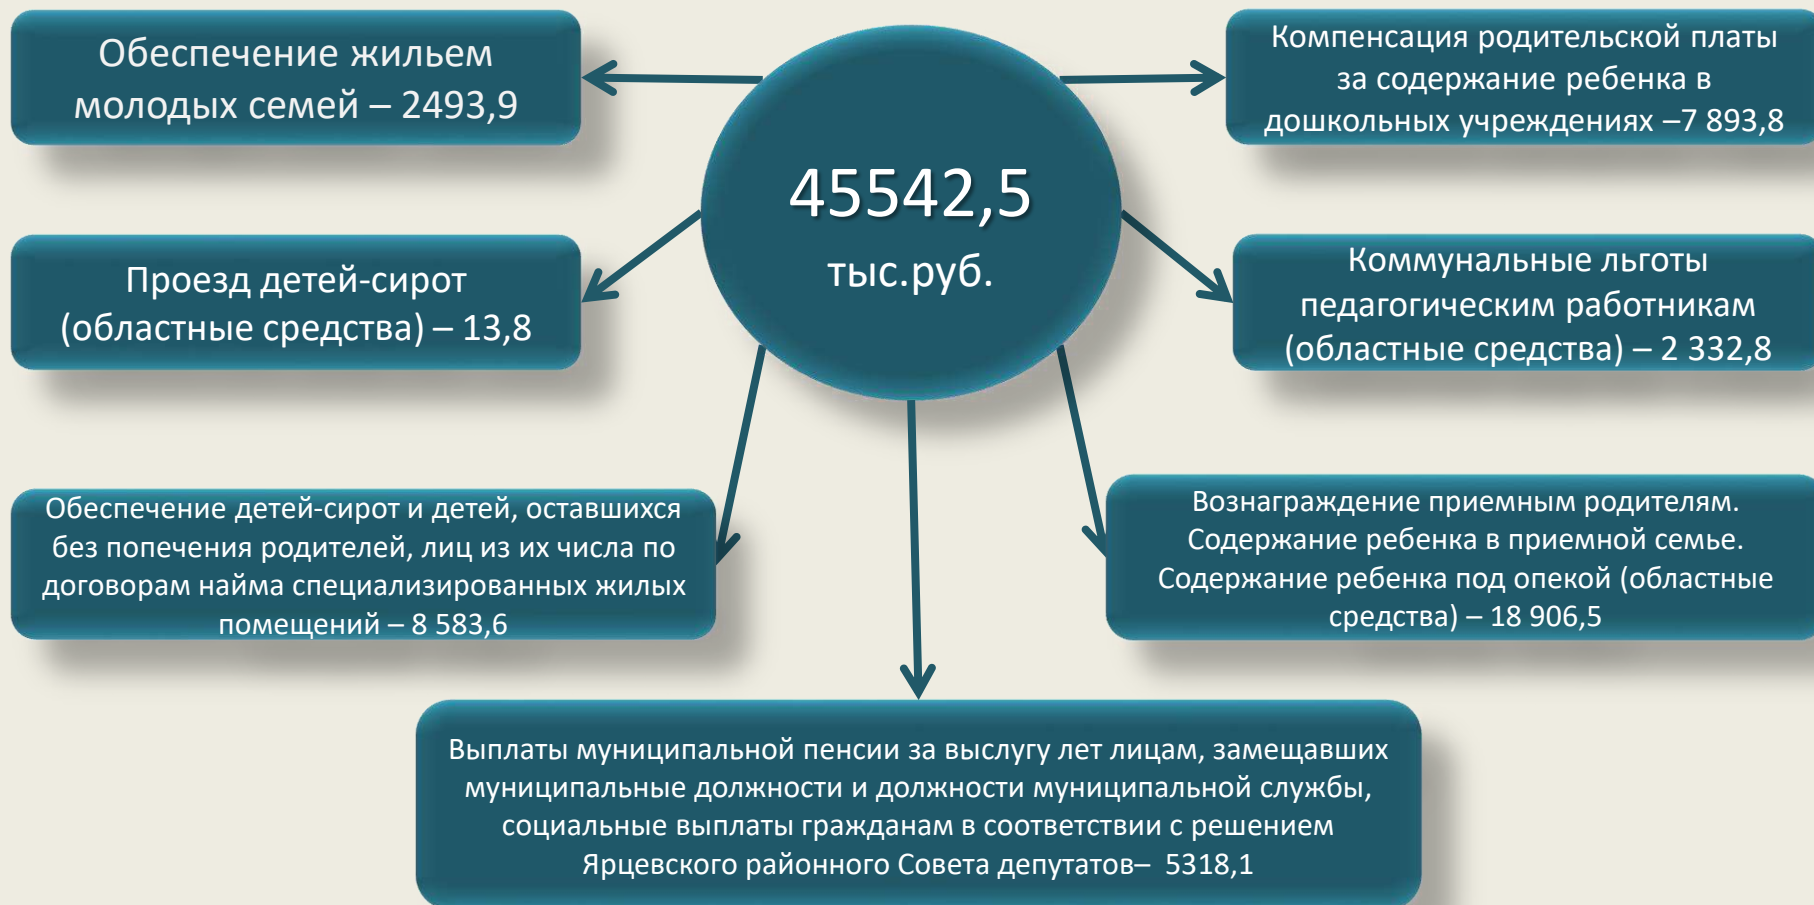 Обеспечение жильем
молодых семей – 2493,9
Проезд детей-сирот
(областные средства) – 13,8
Обеспечение детей-сирот и детей, оставшихся
без попечения родителей, лиц из их числа по
договорам найма специализированных жилых
помещений – 8 583,6
45542,5
тыс.руб.
Компенсация родительской платы
за содержание ребенка в
дошкольных учреждениях –7 893,8
Коммунальные льготы
педагогическим работникам
(областные средства) – 2 332,8
Вознаграждение приемным родителям.
Содержание ребенка в приемной семье.
Содержание ребенка под опекой (областные
средства) – 18 906,5
Выплаты муниципальной пенсии за выслугу лет лицам, замещавших
муниципальные должности и должности муниципальной службы,
социальные выплаты гражданам в соответствии с решением
Ярцевского районного Совета депутатов–  5318,1